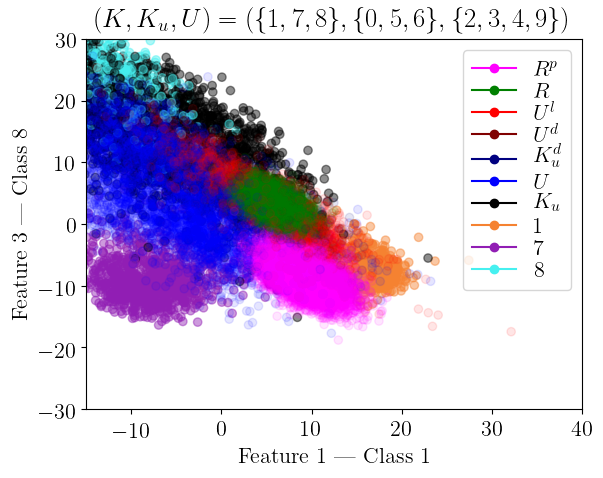 (K, K_u, U) = ({1, 7, 8}, {0, 5, 6}, {2, 3, 4, 9})
30
20
10
0
−10
−20
−30
Feature 3 — Class 8
R^p
R
U^l
U^d
K_u^d
U
K_u
1
7
8
−10
0
10
20
30
40
Feature 1 — Class 1